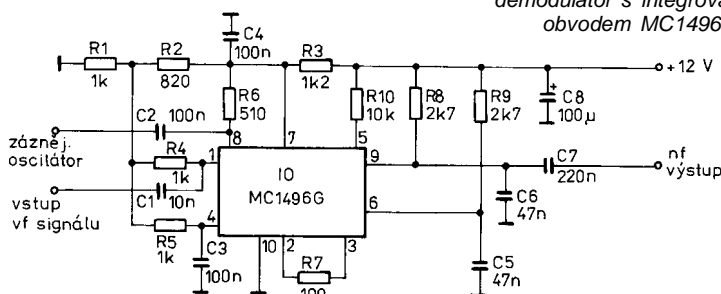 demodulátor s integrova
obvodem MC1496
R1
1k
R2
820
C4
100n
R3
1k2
+12 V
R6
510
R10
10k
R8
2k7
R9
2k7
C8
+
100µ
C2 100n
záznej.
oscilátor
8
7
5
R4
1k
1
IO
MC1496G
9
C7
220n
nf
výstup
C1 10n
vstup
vf signálu
C6
47n
6
R5
1k
4
C3
100n
10
2
3
R7
100
C5
47n